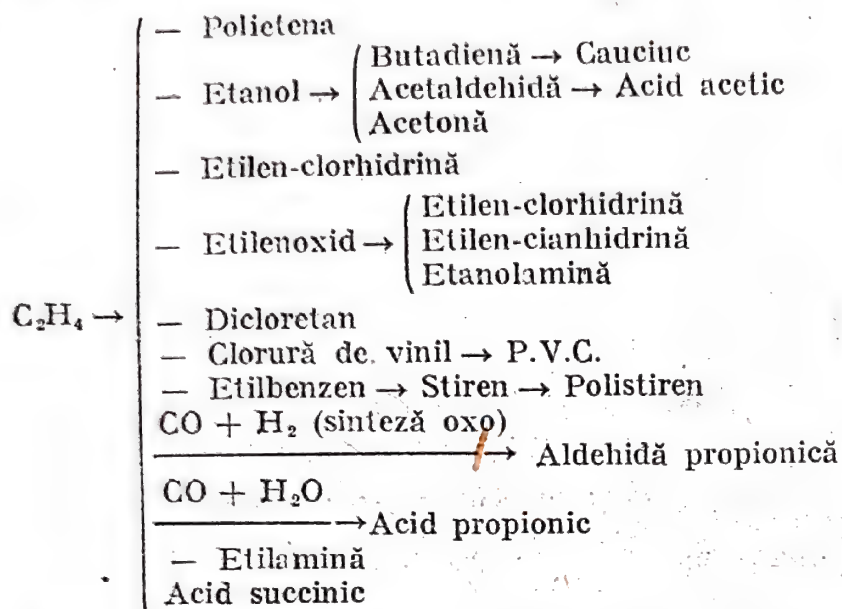 — Polietena
Butadienă → Cauciuc
— Etanol → Acetaldehidă → Acid acetic
Acetonă
— Etilen-clorhidrină
Etilen-clorhidrină
— Etilenoxid → Etilen-cianhidrină
Etanolamină
C₂H₄ →
— Dicloretan
— Clorură de. vinil → P.V.C.
— Etilbenzen → Stiren → Polistiren
CO + H₂ (sinteză oxo)
→ Aldehidă propionică
CO + H₂O
→ Acid propionic
— Etilamină
Acid succinic